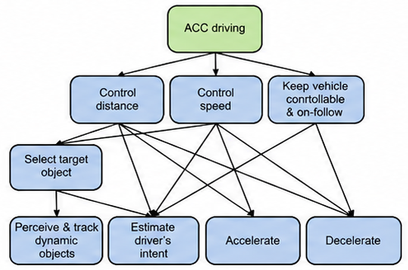 ACC driving
Control
distance
Control
speed
Keep vehicle
conrtollable
& on-follow
Select target
object
Perceive & track
dynamic
objects
Estimate
driver's
intent
Accelerate
Decelerate